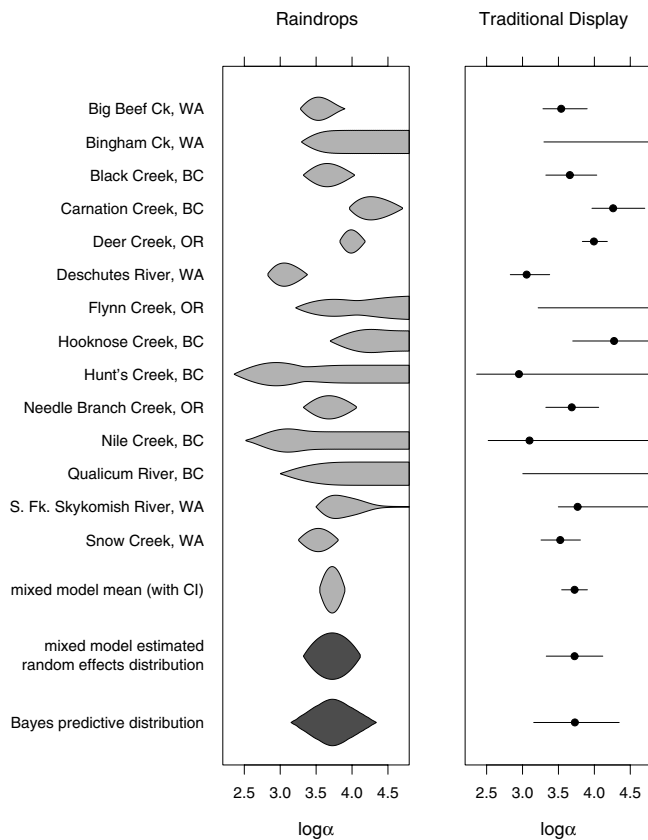 Raindrops
Traditional Display
Big Beef Ck, WA
Bingham Ck, WA
Black Creek, BC
Carnation Creek, BC
Deer Creek, OR
Deschutes River, WA
Flynn Creek, OR
Hooknose Creek, BC
Hunt's Creek, BC
Needle Branch Creek, OR
Nile Creek, BC
Qualicum River, BC
S. Fk. Skykomish River, WA
Snow Creek, WA
mixed model mean (with CI)
mixed model estimated
random effects distribution
Bayes predictive distribution
2.5 3.0 3.5 4.0 4.5
2.5 3.0 3.5 4.0 4.5
logα
logα